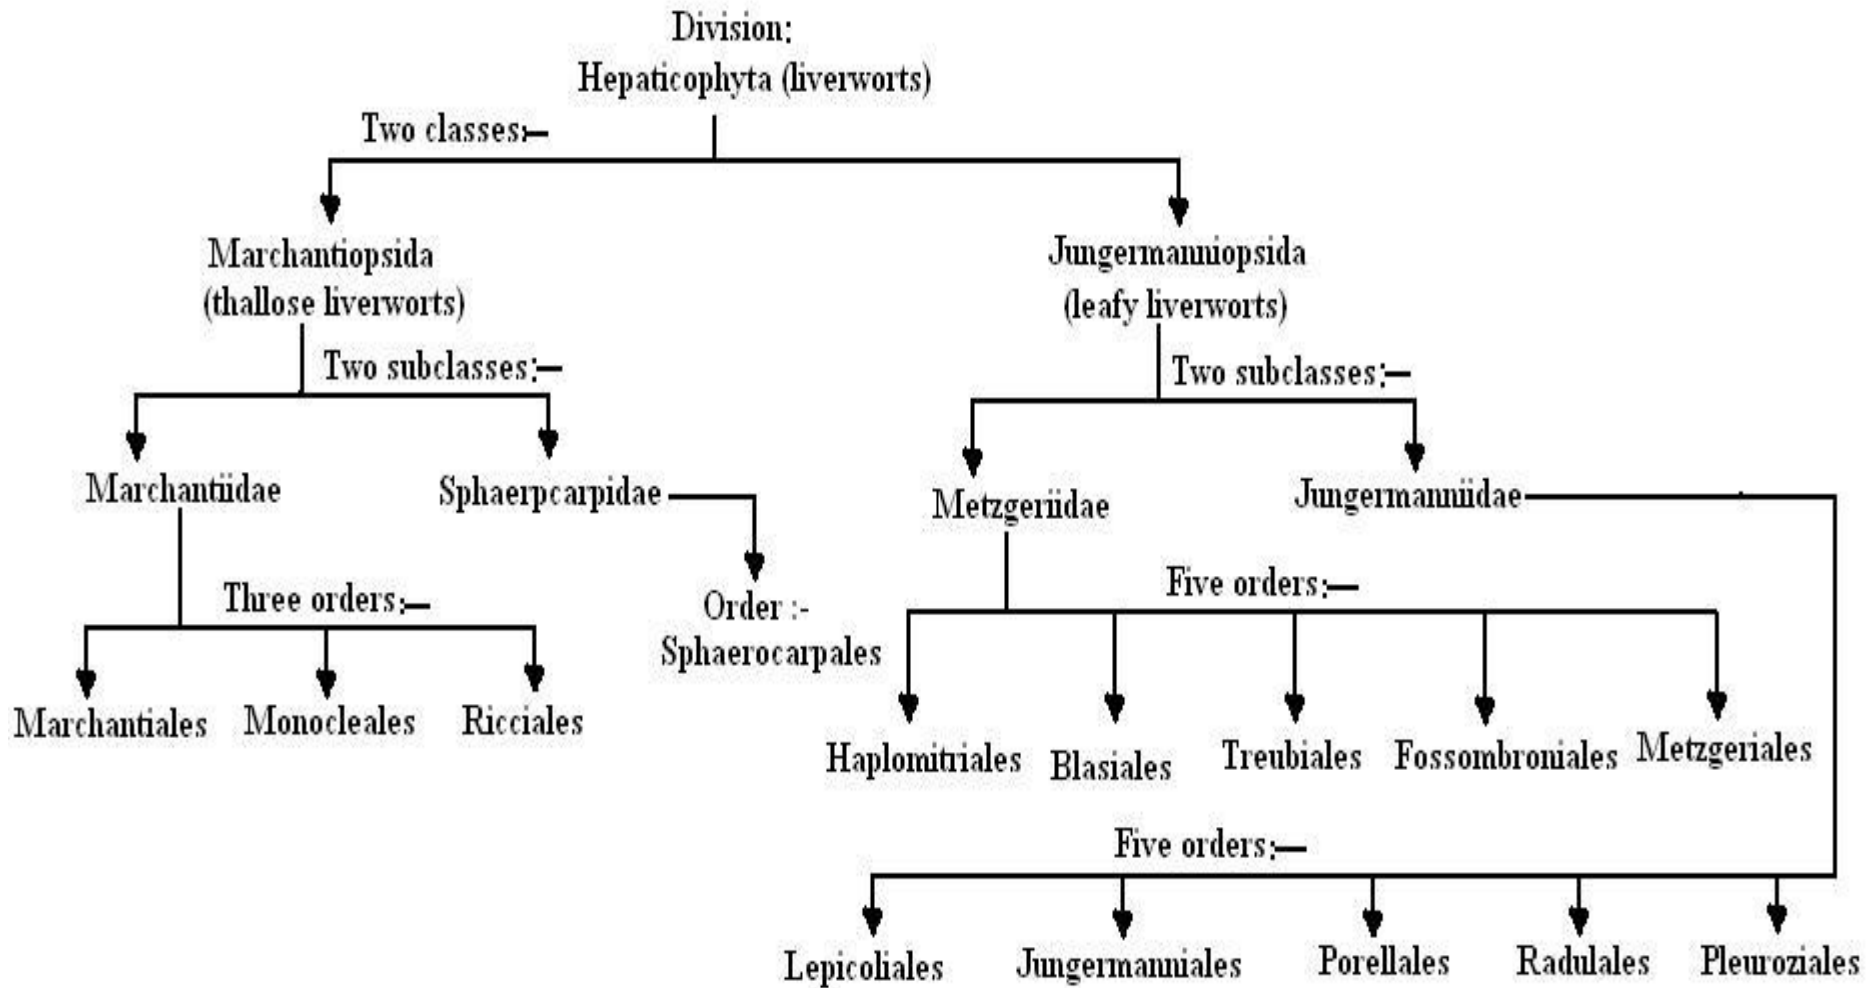 Division:
Hepaticophyta (liverworts)
Two classes:—
Marchantiopsida
(thallose liverworts)
Jungermanniopsida
(leafy liverworts)
Two subclasses:—
Two subclasses:—
Marchantiidae
Sphaerpcarpidae
Metzgeriidae
Jungermanniidae
Three orders:—
Order :-
Sphaerocarpales
Five orders:—
Marchantiales
Monocleales
Ricciales
Haplomitriales
Blasiales
Treubiales
Fossombroniales
Metzgeriales
Five orders:—
Lepicoliales
Jungermanniales
Porellales
Radulales
Pleuroziales